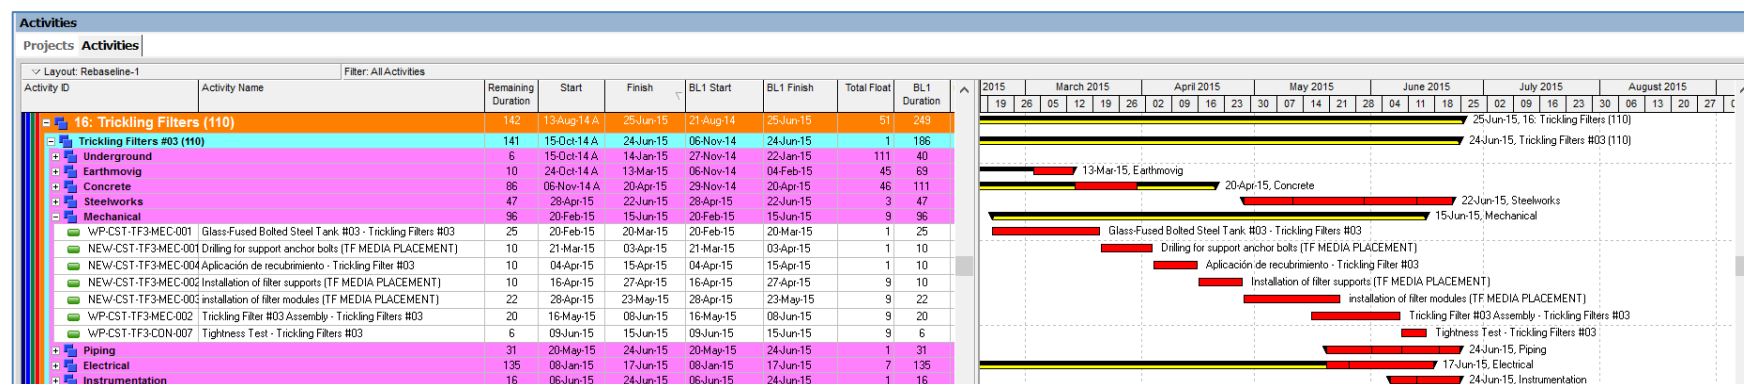 Activities
Projects Activities
Layout: Rebaseline-1 Filter: All Activities
Activity ID Activity Name Remaining Duration Start Finish BL1 Start BL1 Finish Total Float BL1 Duration 2015 March 2015 April 2015 May 2015 June 2015 July 2015 August 2015
19 26 05 12 19 26 02 09 16 23 30 07 14 21 28 04 11 18 25 02 09 16 23 30 06 13 20 27
16: Trickling Filters (110) 142 13-Aug-14 A 25-Jun-15 21-Aug-14 25-Jun-15 51 249 25-Jun-15, 16: Trickling Filters (110)
Trickling Filters #03 (110) 141 15-Oct-14 A 24-Jun-15 06-Nov-14 24-Jun-15 1 186 24-Jun-15, Trickling Filters #03 (110)
Underground 6 15-Oct-14 A 14-Jan-15 27-Nov-14 22-Jan-15 111 40
Earthmovig 10 24-Oct-14 A 13-Mar-15 06-Nov-14 04-Feb-15 45 69 13-Mar-15, Earthmovig
Concrete 86 06-Nov-14 A 20-Apr-15 29-Nov-14 20-Apr-15 46 111 20-Apr-15, Concrete
Steelworks 47 28-Apr-15 22-Jun-15 28-Apr-15 22-Jun-15 3 47 22-Jun-15, Steelworks
Mechanical 96 20-Feb-15 15-Jun-15 20-Feb-15 15-Jun-15 9 96 15-Jun-15, Mechanical
WP-CST-TF3-MEC-001 Glass-Fused Bolted Steel Tank #03 - Trickling Filters #03 25 20-Feb-15 20-Mar-15 20-Feb-15 20-Mar-15 1 25 Glass-Fused Bolted Steel Tank #03 - Trickling Filters #03
NEW-CST-TF3-MEC-001 Drilling for support anchor bolts (TF MEDIA PLACEMENT) 10 21-Mar-15 03-Apr-15 21-Mar-15 03-Apr-15 1 10 Drilling for support anchor bolts (TF MEDIA PLACEMENT)
NEW-CST-TF3-MEC-004 Aplicación de recubrimiento - Trickling Filter #03 10 04-Apr-15 15-Apr-15 04-Apr-15 15-Apr-15 1 10 Aplicación de recubrimiento - Trickling Filter #03
NEW-CST-TF3-MEC-002 Installation of filter supports (TF MEDIA PLACEMENT) 10 16-Apr-15 27-Apr-15 16-Apr-15 27-Apr-15 9 10 Installation of filter supports (TF MEDIA PLACEMENT)
NEW-CST-TF3-MEC-003 installation of filter modules (TF MEDIA PLACEMENT) 22 28-Apr-15 23-May-15 28-Apr-15 23-May-15 9 22 installation of filter modules (TF MEDIA PLACEMENT)
WP-CST-TF3-MEC-002 Trickling Filter #03 Assembly - Trickling Filters #03 20 16-May-15 08-Jun-15 16-May-15 08-Jun-15 9 20 Trickling Filter #03 Assembly - Trickling Filters #03
WP-CST-TF3-CON-007 Tightness Test - Trickling Filters #03 6 09-Jun-15 15-Jun-15 09-Jun-15 15-Jun-15 9 6 Tightness Test - Trickling Filters #03
Piping 31 20-May-15 24-Jun-15 20-May-15 24-Jun-15 1 31 24-Jun-15, Piping
Electrical 135 08-Jan-15 17-Jun-15 08-Jan-15 17-Jun-15 7 135 17-Jun-15, Electrical
Instrumentation 16 06-Jun-15 24-Jun-15 06-Jun-15 24-Jun-15 1 16 24-Jun-15, Instrumentation